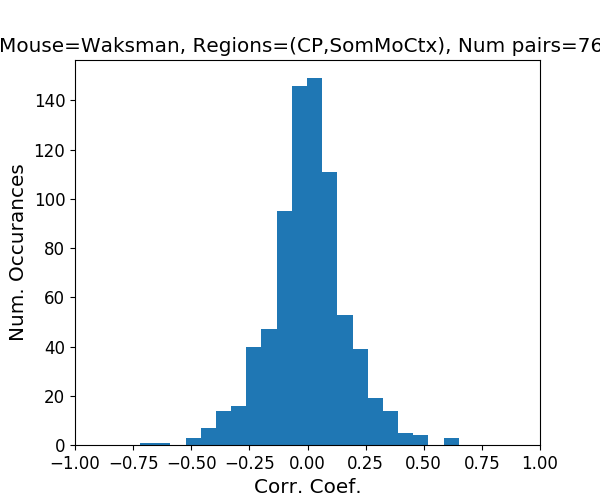 Mouse=Waksman, Regions=(CP,SomMoCtx), Num pairs=76
Num. Occurances
140
120
100
80
60
40
20
0
−1.00 −0.75 −0.50 −0.25 0.00 0.25 0.50 0.75 1.00
Corr. Coef.